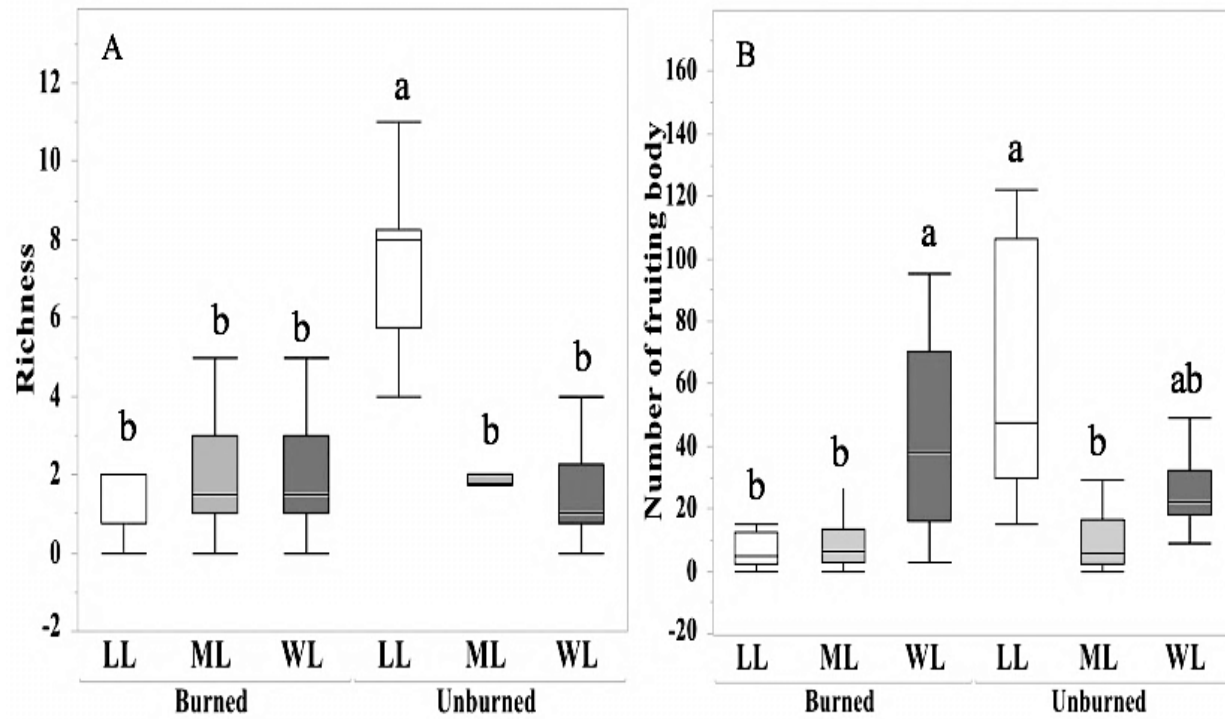 A
Richness
12
10
8
6
4
2
0
-2
b
b
b
a
b
b
LL ML WL LL ML WL
Burned Unburned
B
Number of fruiting body
160
140
120
100
80
60
40
20
0
-20
b
b
a
a
b
ab
LL ML WL LL ML WL
Burned Unburned